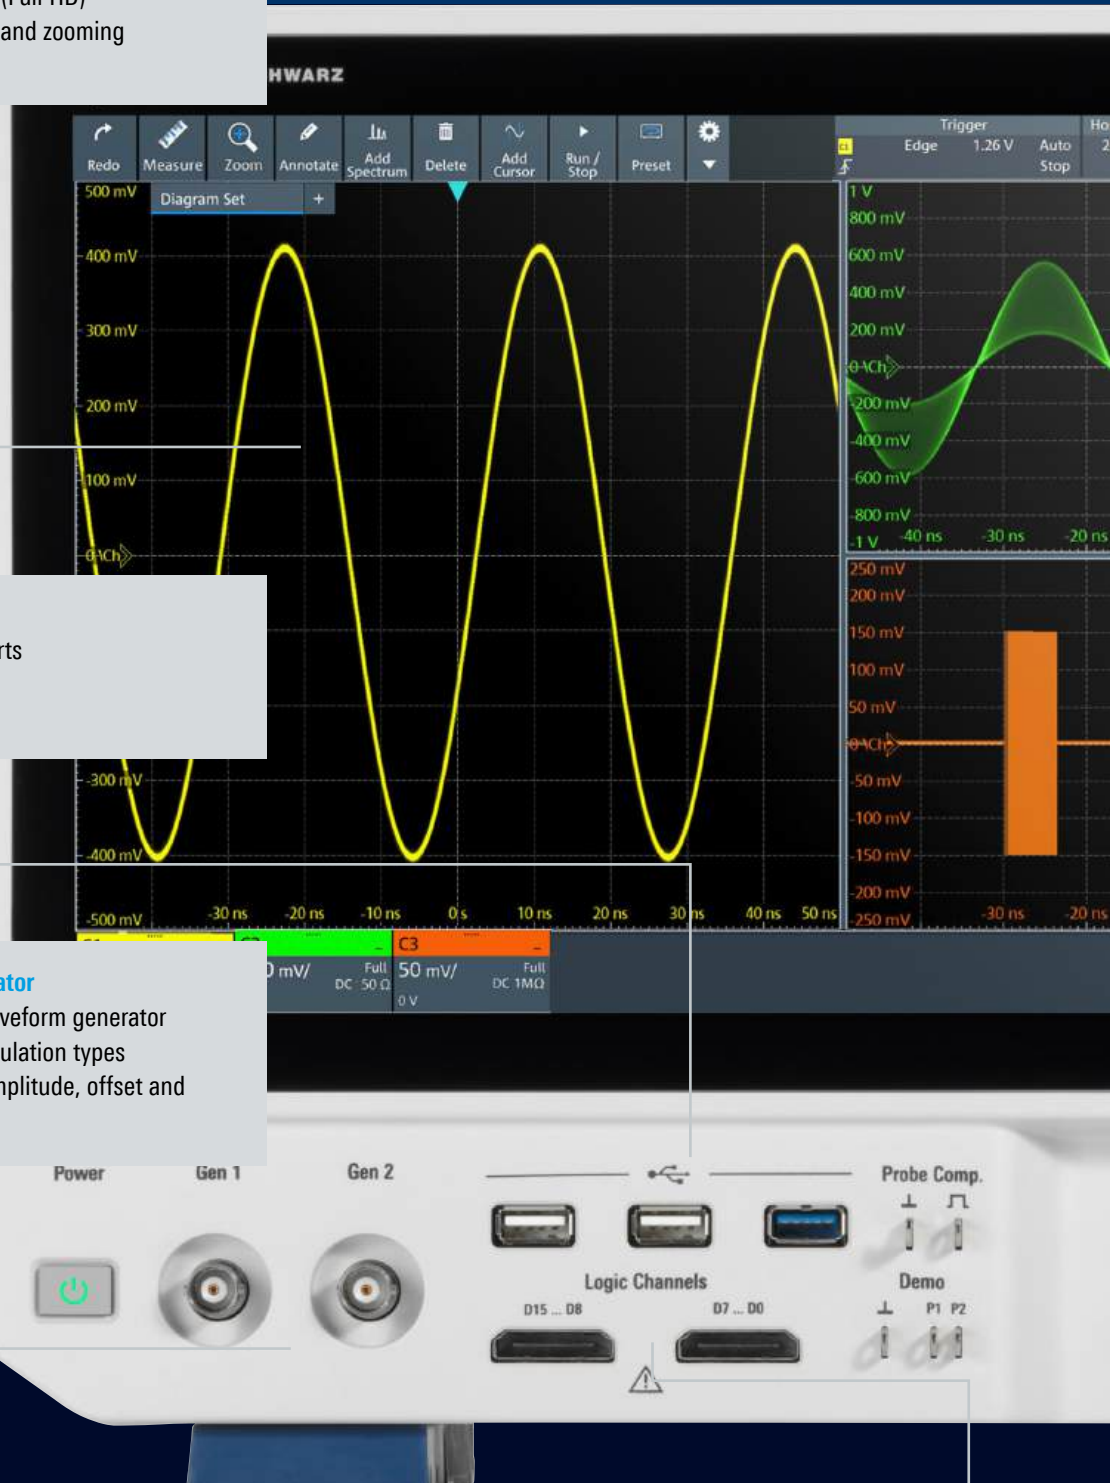 (Full HD)
and zooming
HWARZ
Redo
Measure
Zoom
Annotate
Add Spectrum
Delete
Add Cursor
Run / Stop
Preset
Trigger
Edge 1.26 V Auto
Stop
C1
Diagram Set +
500 mV
400 mV
300 mV
200 mV
100 mV
-300 mV
-400 mV
-500 mV
-30 ns -20 ns -10 ns 0 s 10 ns 20 ns 30 ns 40 ns 50 ns
1 V
800 mV
600 mV
400 mV
200 mV
-200 mV
-400 mV
-600 mV
-800 mV
-1 V
-40 ns -30 ns -20 ns
250 mV
200 mV
150 mV
100 mV
50 mV
-50 mV
-100 mV
-150 mV
-200 mV
-250 mV
-30 ns -20 ns
rts
C3
mV/ Full
DC 50 Ω
50 mV/ Full
DC 1MΩ
0 V
ator
veform generator
ulation types
nplitude, offset and
Power
Gen 1
Gen 2
Probe Comp.
Logic Channels
D15 ... D8
D7 ... D0
Demo
P1 P2